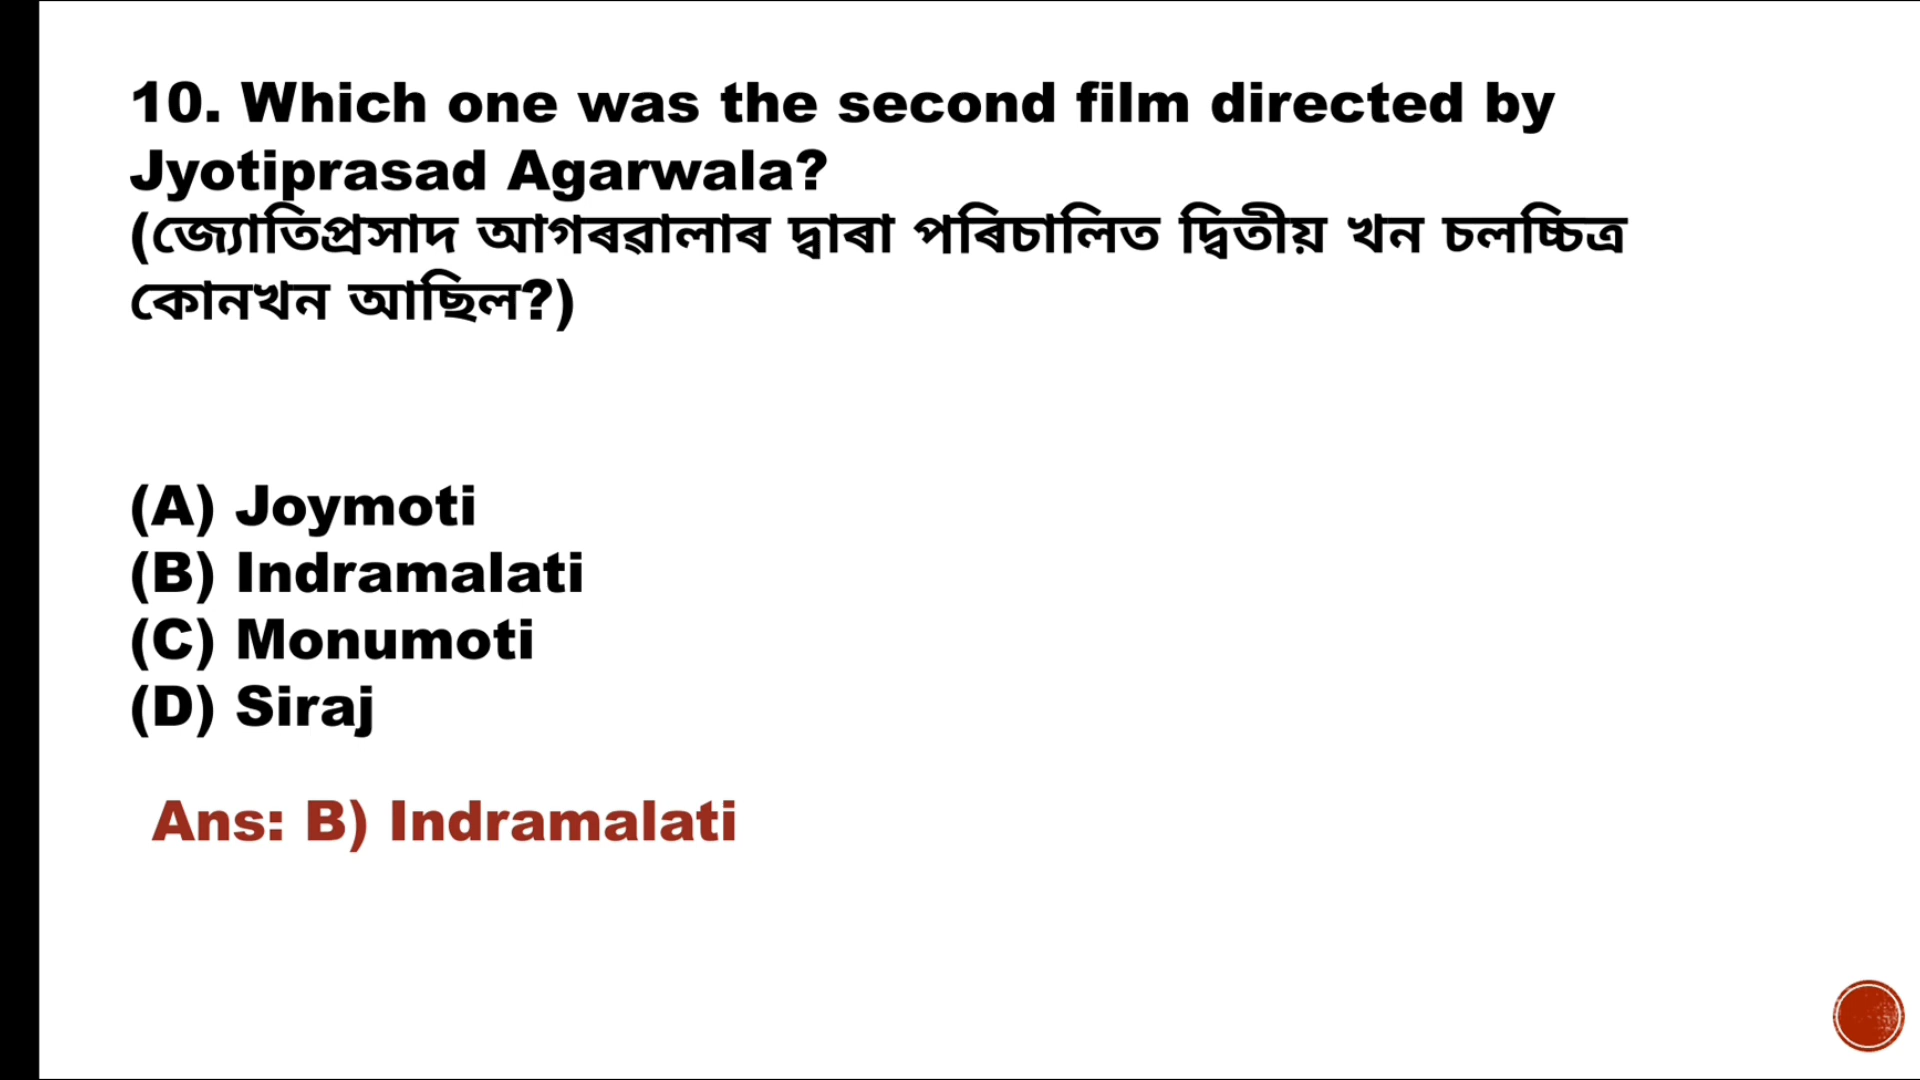 10. Which one was the second film directed by
Jyotiprasad Agarwala?
(জ্যোতিপ্ৰসাদ আগৰৱালাৰ দ্বাৰা পৰিচালিত দ্বিতীয় খন চলচ্চিত্ৰ
কোনখন আছিল?)
(A) Joymoti
(B) Indramalati
(C) Monumoti
(D) Siraj
Ans: B) Indramalati